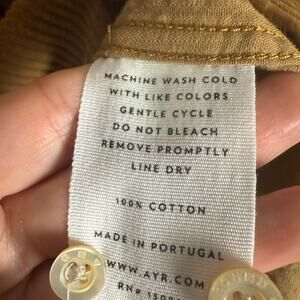 MACHINE WASH COLD
WITH LIKE COLORS
GENTLE CYCLE
DO NOT BLEACH
REMOVE PROMPTLY
LINE DRY
100% COTTON
MADE IN PORTUGAL
WWW.AYR.COM
RN#